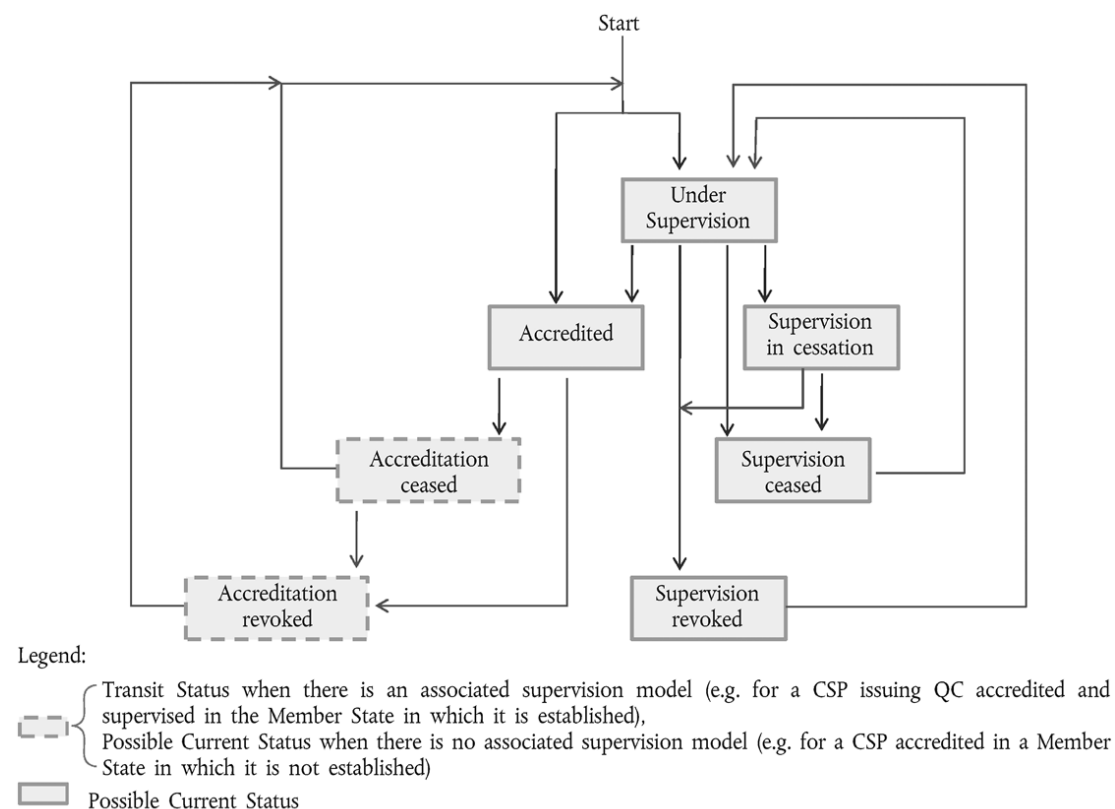 Start
Under
Supervision
Accredited
Supervision
in cessation
Accreditation
ceased
Supervision
ceased
Accreditation
revoked
Supervision
revoked
Legend:
Transit Status when there is an associated supervision model (e.g. for a CSP issuing QC accredited and
supervised in the Member State in which it is established),
Possible Current Status when there is no associated supervision model (e.g. for a CSP accredited in a Member
State in which it is not established)
Possible Current Status